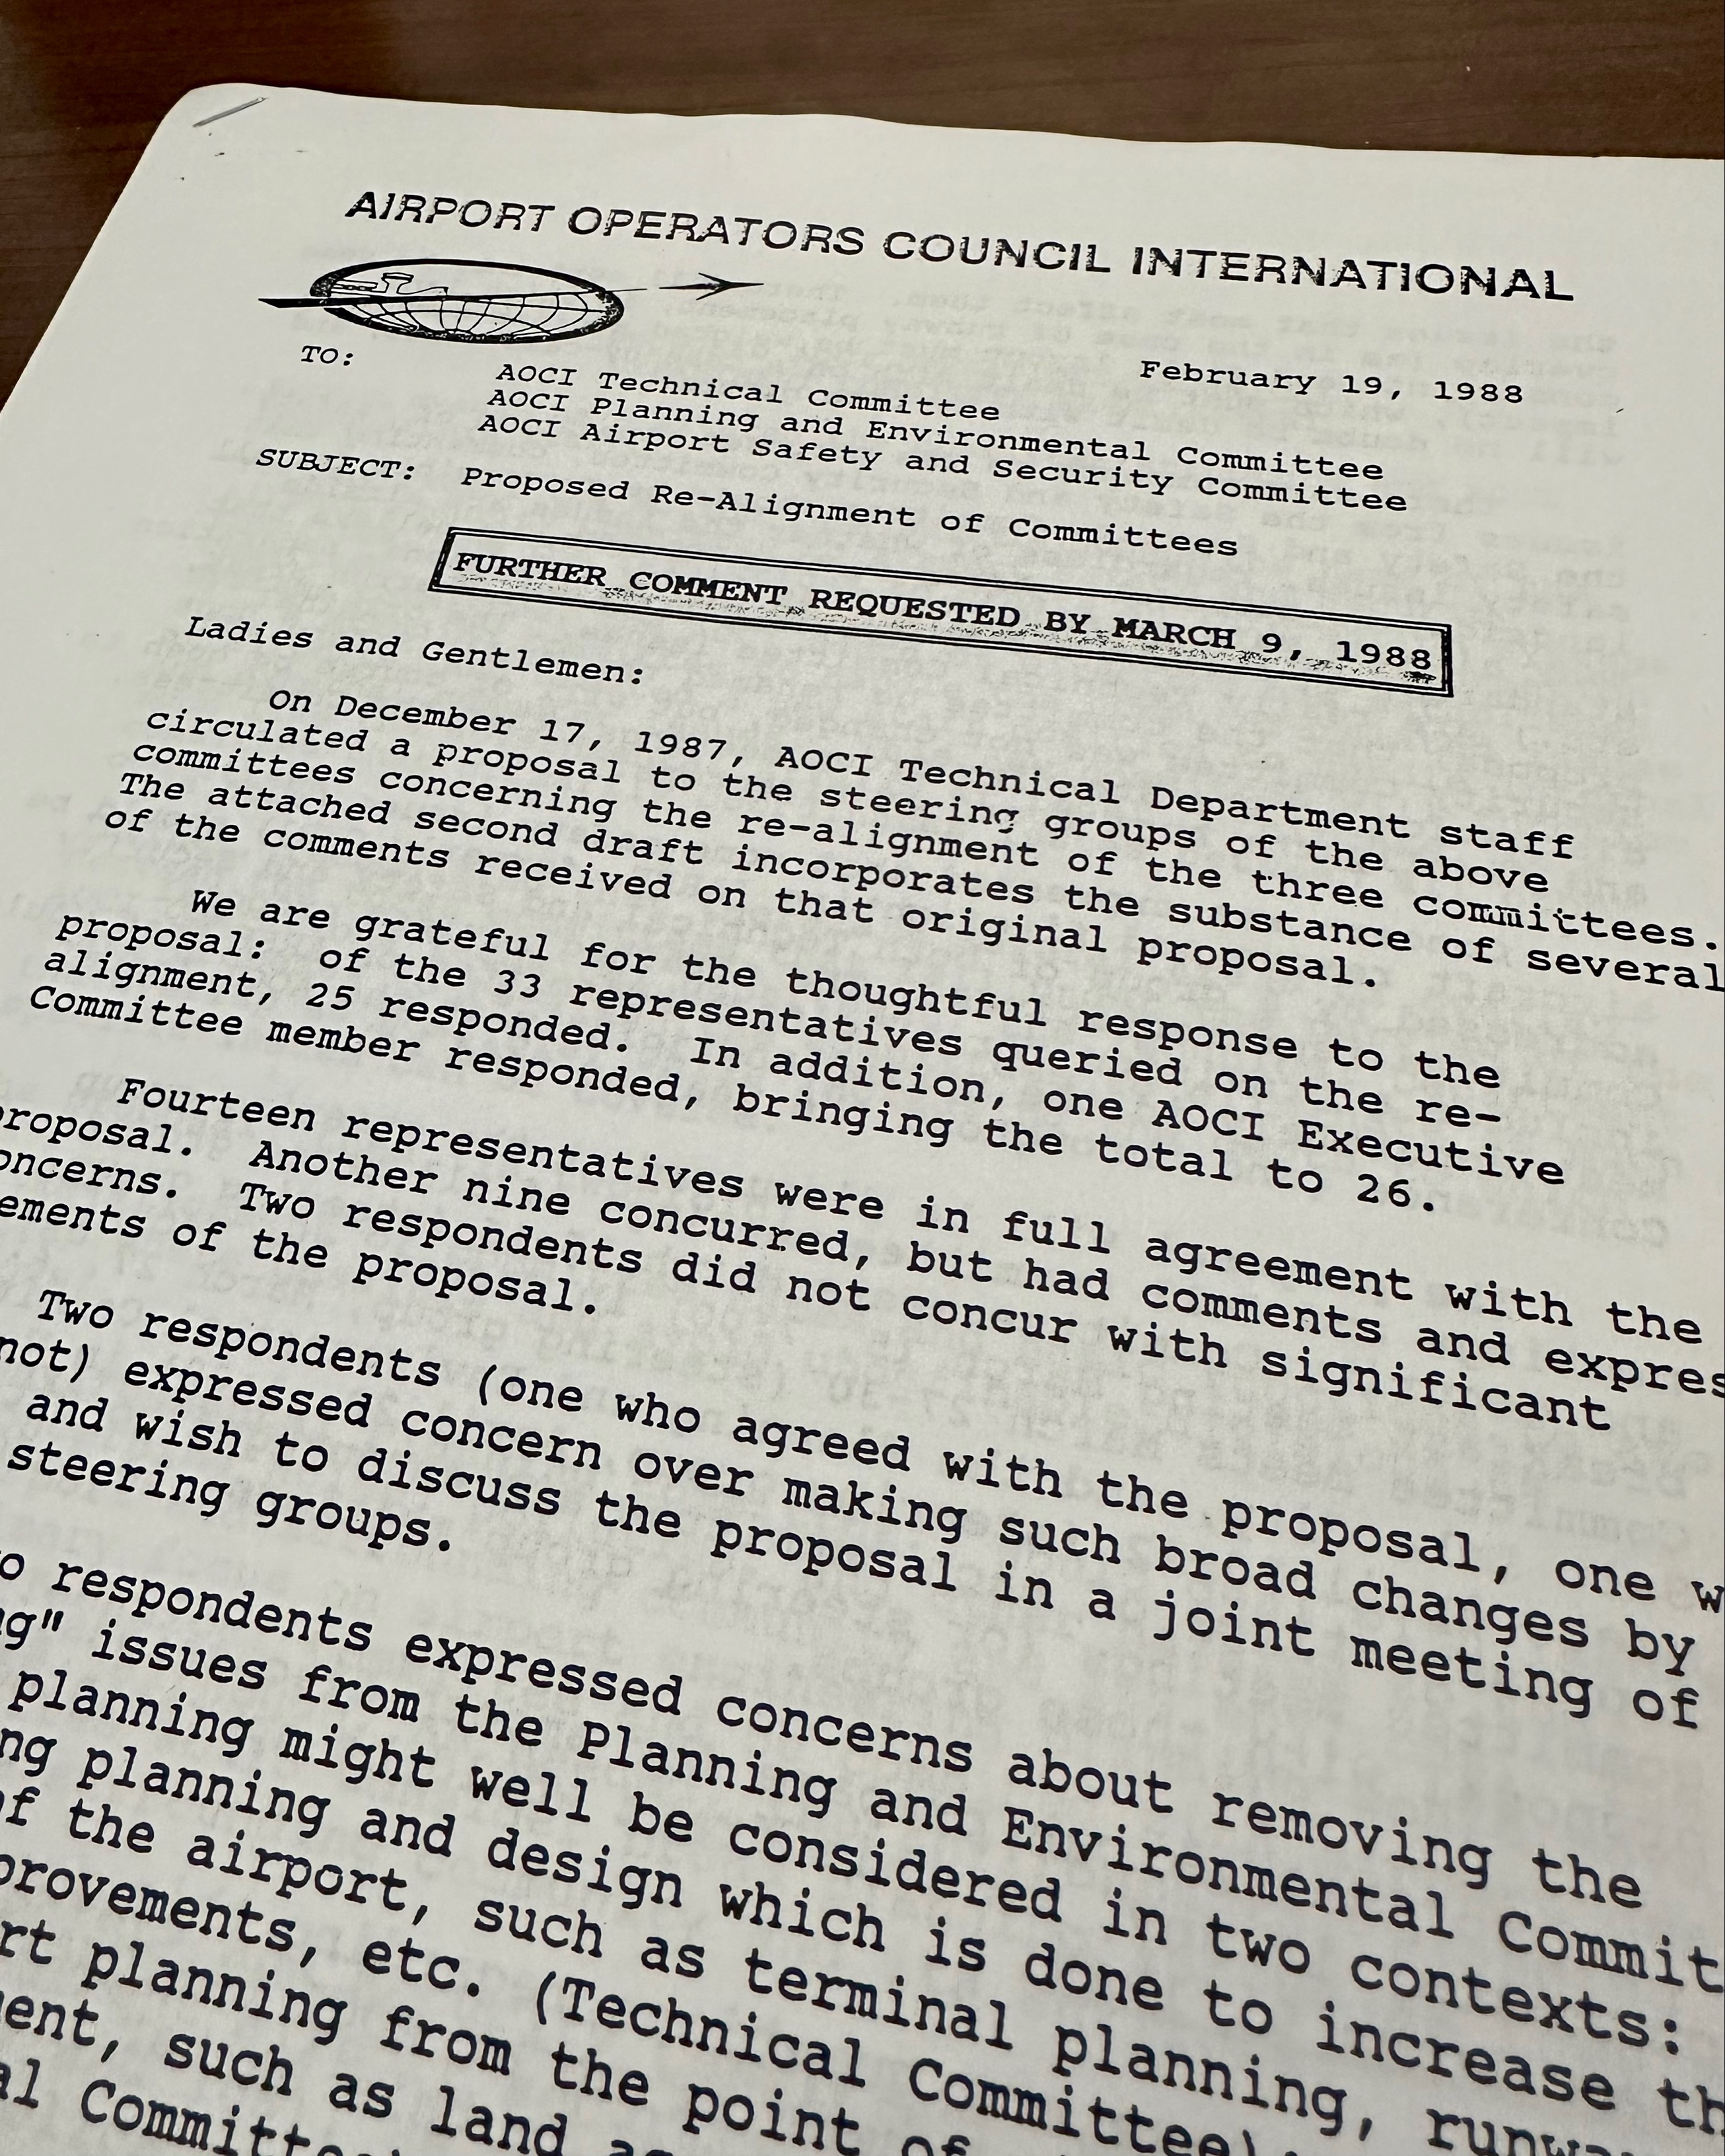 AIRPORT OPERATORS COUNCIL INTERNATIONAL
February 19, 1988
TO: AOCI Technical Committee
AOCI Planning and Environmental Committee
AOCI Airport Safety and Security Committee
SUBJECT: Proposed Re-Alignment of Committees
FURTHER COMMENT REQUESTED BY MARCH 9, 1988
Ladies and Gentlemen:
On December 17, 1987, AOCI Technical Department staff
circulated a proposal to the steering groups of the above
committees concerning the re-alignment of the three committees.
The attached second draft incorporates the substance of several
of the comments received on that original proposal.
We are grateful for the thoughtful response to the
proposal: of the 33 representatives queried on the re-
alignment, 25 responded. In addition, one AOCI Executive
Committee member responded, bringing the total to 26.
Fourteen representatives were in full agreement with the
proposal. Another nine concurred, but had comments and expres
oncerns. Two respondents did not concur with significant
ements of the proposal.
Two respondents (one who agreed with the proposal, one w
not) expressed concern over making such broad changes by
and wish to discuss the proposal in a joint meeting of
steering groups.
o respondents expressed concerns about removing the
g" issues from the Planning and Environmental Commit
planning might well be considered in two contexts:
ng planning and design which is done to increase th
of the airport, such as terminal planning, runwa
provements, etc. (Technical Committee)
rt planning from the point of
ent, such as land
al Committe